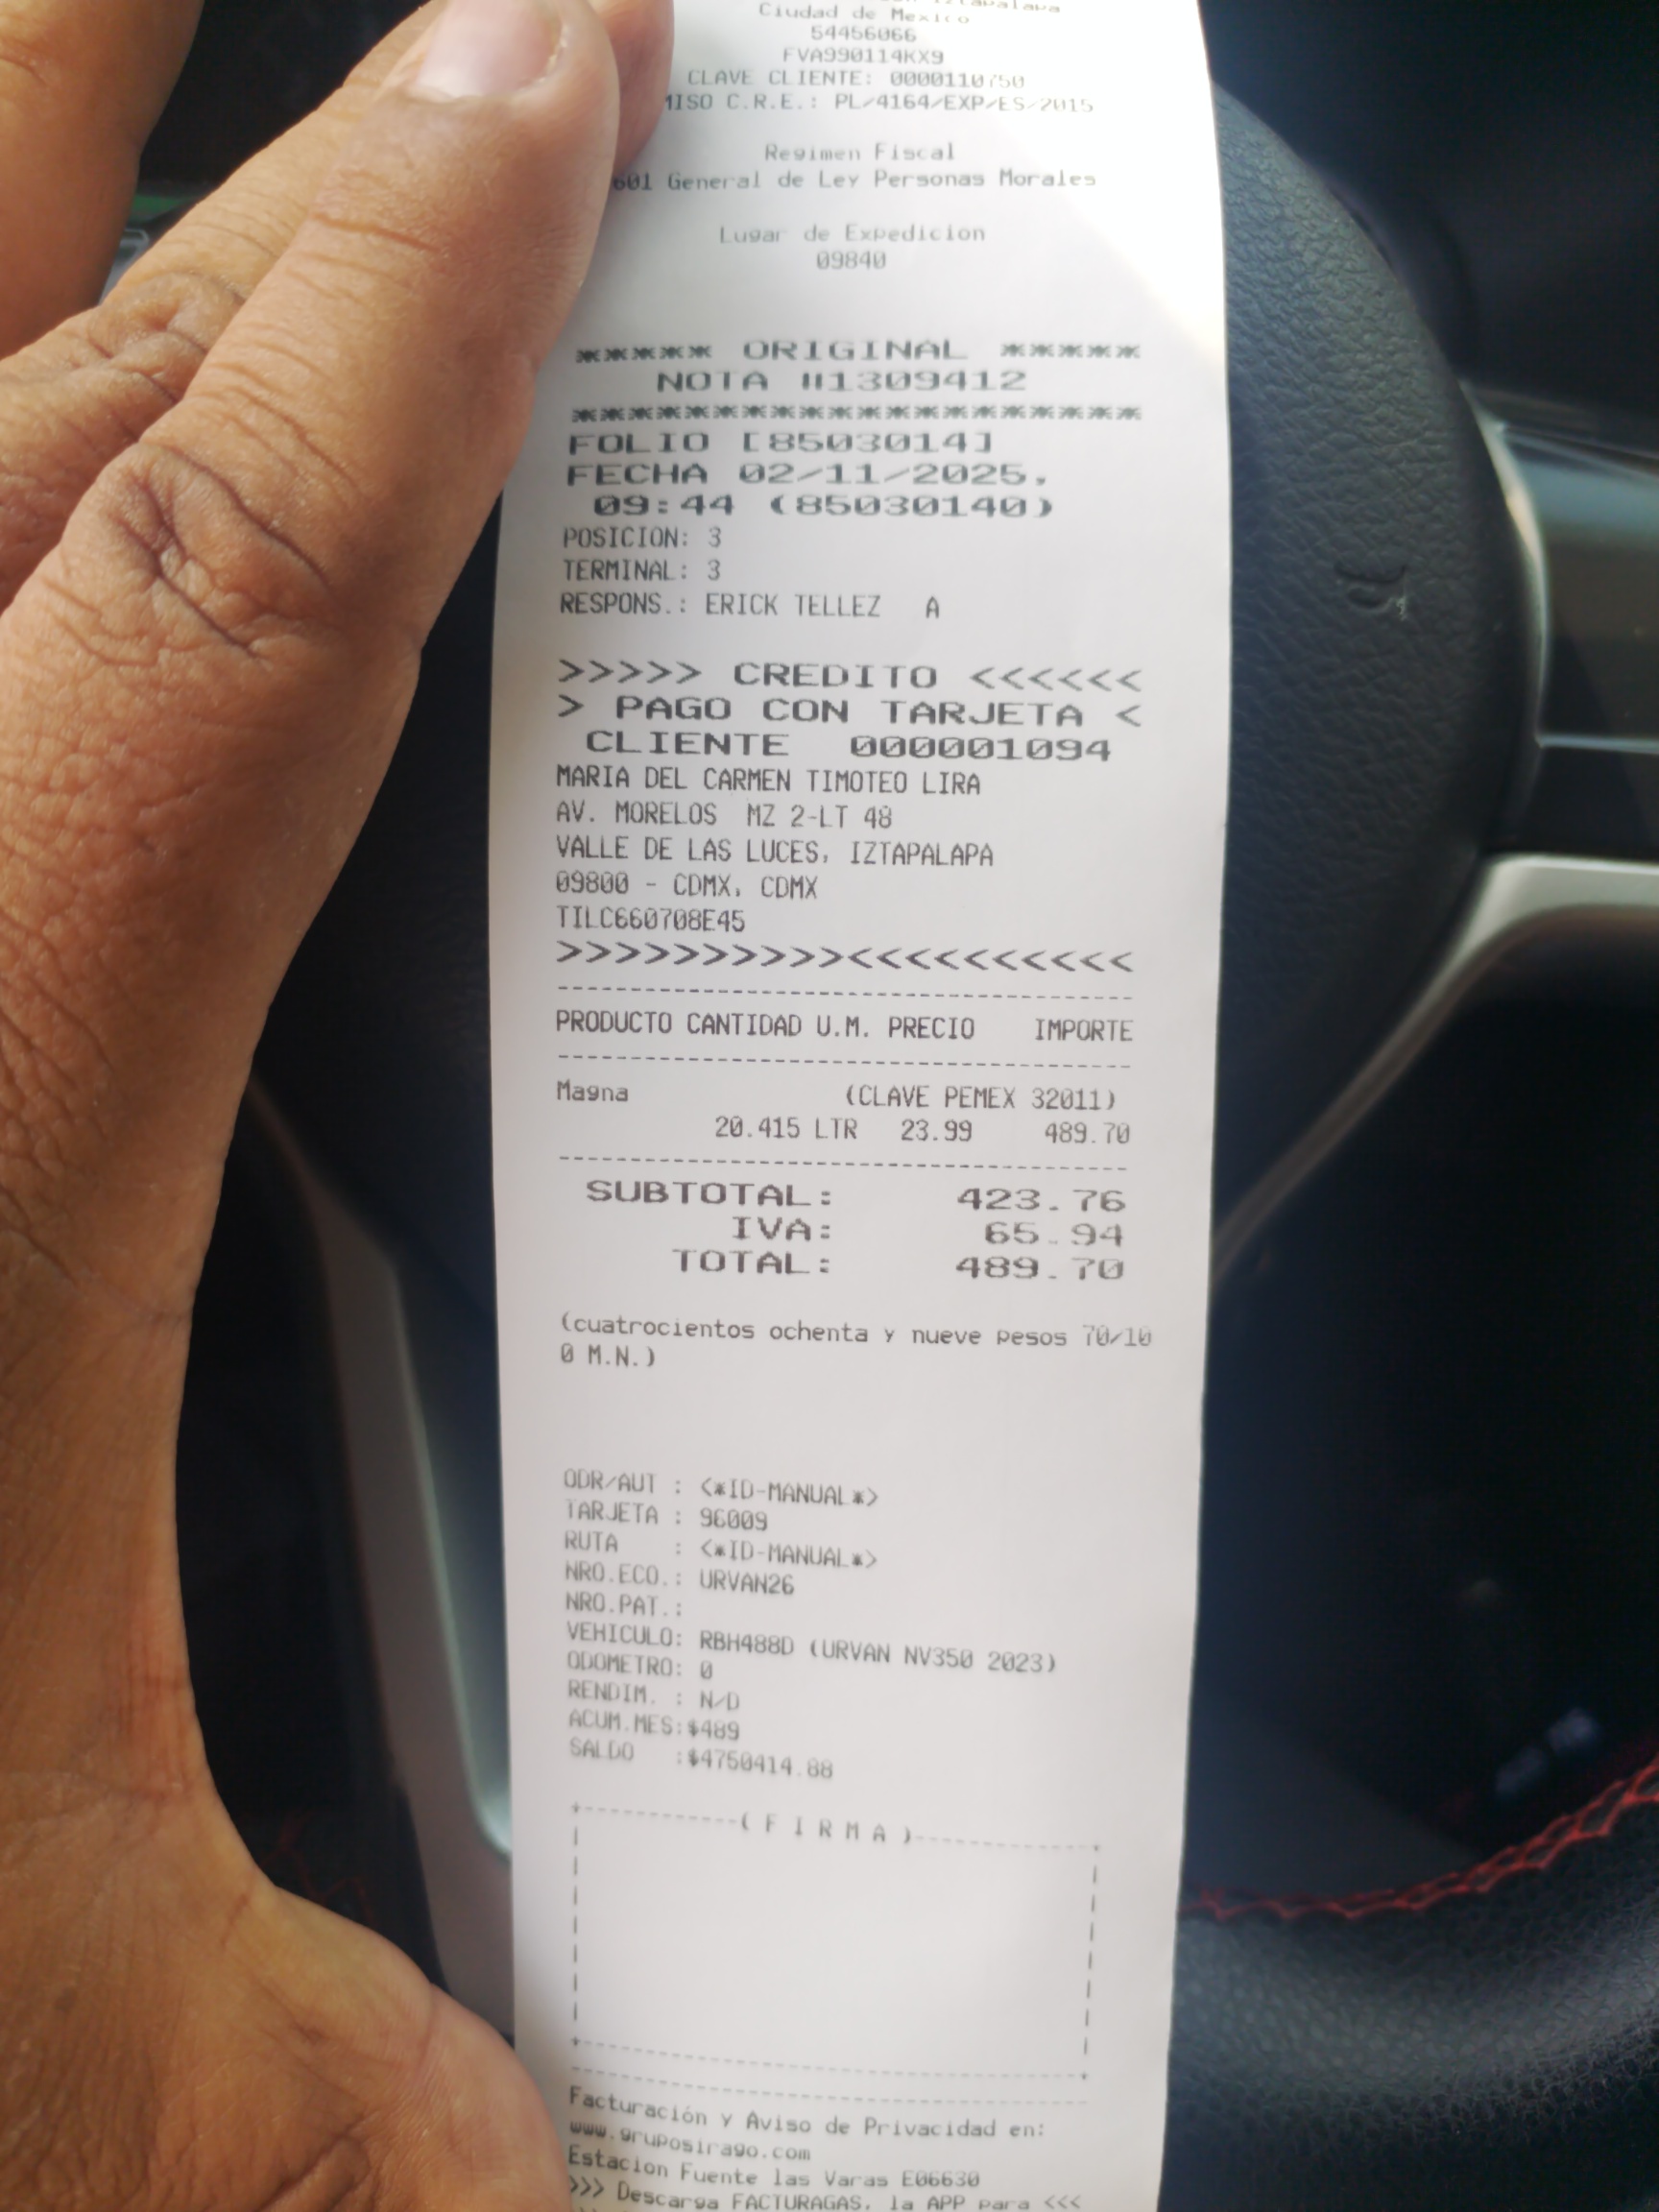 Iztapalapa
Ciudad de Mexico
54456066
FVA990114KX9
CLAVE CLIENTE: 0000110750
MISO C.R.E.: PL/4164/EXP/ES/2015
Regimen Fiscal
601 General de Ley Personas Morales
Lugar de Expedicion
09840
***** ORIGINAL *****
NOTA #1309412
********************
FOLIO [8503014]
FECHA 02/11/2025,
09:44 (85030140)
POSICION: 3
TERMINAL: 3
RESPONS.: ERICK TELLEZ A
>>>>> CREDITO <<<<<<
> PAGO CON TARJETA <
CLIENTE 000001094
MARIA DEL CARMEN TIMOTEO LIRA
AV. MORELOS MZ 2-LT 48
VALLE DE LAS LUCES, IZTAPALAPA
09800 - CDMX, CDMX
TILC660708E45
>>>>>>>>>><<<<<<<<<<
----------------------------------------
PRODUCTO CANTIDAD U.M. PRECIO IMPORTE
----------------------------------------
Magna (CLAVE PEMEX 32011)
20.415 LTR 23.99 489.70
----------------------------------------
SUBTOTAL: 423.76
IVA: 65.94
TOTAL: 489.70
(cuatrocientos ochenta y nueve pesos 70/10
0 M.N.)
ODR/AUT : <*ID-MANUAL*>
TARJETA : 96009
RUTA : <*ID-MANUAL*>
NRO.ECO.: URVAN26
NRO.PAT.:
VEHICULO: RBH488D (URVAN NV350 2023)
ODOMETRO: 0
RENDIM. : N/D
ACUM.MES:$489
SALDO :$4750414.88
+-----------( F I R M A )-------------+
Facturación y Aviso de Privacidad en:
www.gruposirago.com
Estacion Fuente las Varas E06630
>>> Descarga FACTURAGAS, la APP para <<<